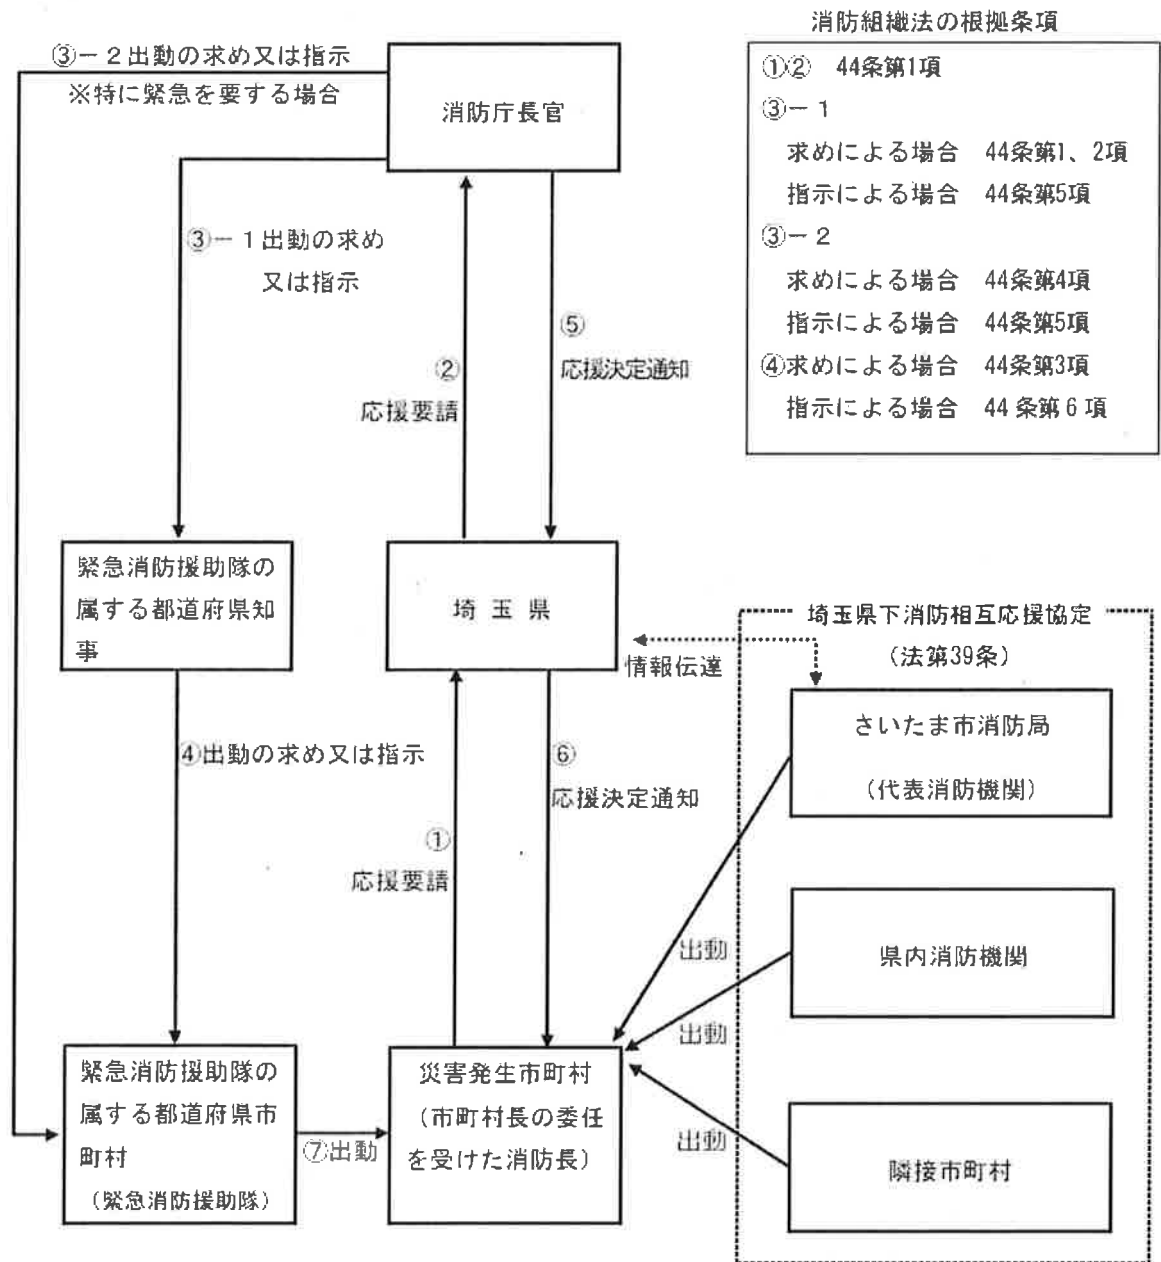 消防組織法の根拠条項
①② 44条第1項
③－1
求めによる場合 44条第1、2項
指示による場合 44条第5項
③－2
求めによる場合 44条第4項
指示による場合 44条第5項
④求めによる場合 44条第3項
指示による場合 44条第6項
③－2出動の求め又は指示
※特に緊急を要する場合
消防庁長官
③－1出動の求め
又は指示
②
応援要請
⑤
応援決定通知
緊急消防援助隊の
属する都道府県知
事
埼玉県
情報伝達
埼玉県下消防相互応援協定
（法第39条）
さいたま市消防局
（代表消防機関）
④出動の求め又は指示
①
応援要請
⑥
応援決定通知
出動
県内消防機関
出動
緊急消防援助隊の
属する都道府県市
町村
（緊急消防援助隊）
⑦出動
災害発生市町村
（市町村長の委任
を受けた消防長）
出動
隣接市町村